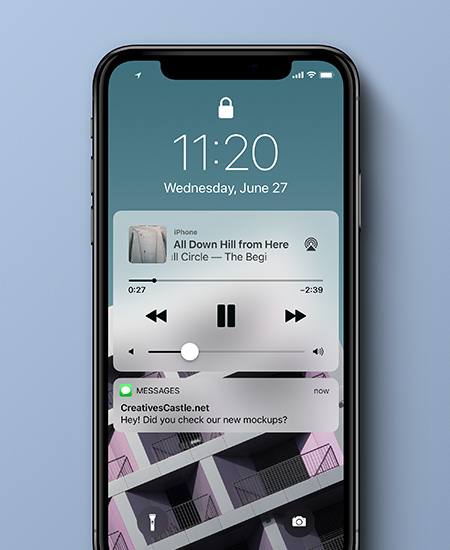 11:20
Wednesday, June 27
iPhone
All Down Hill from Here
ll Circle — The Begi
0:27 −2:39
MESSAGES now
CreativesCastle.net
Hey! Did you check our new mockups?